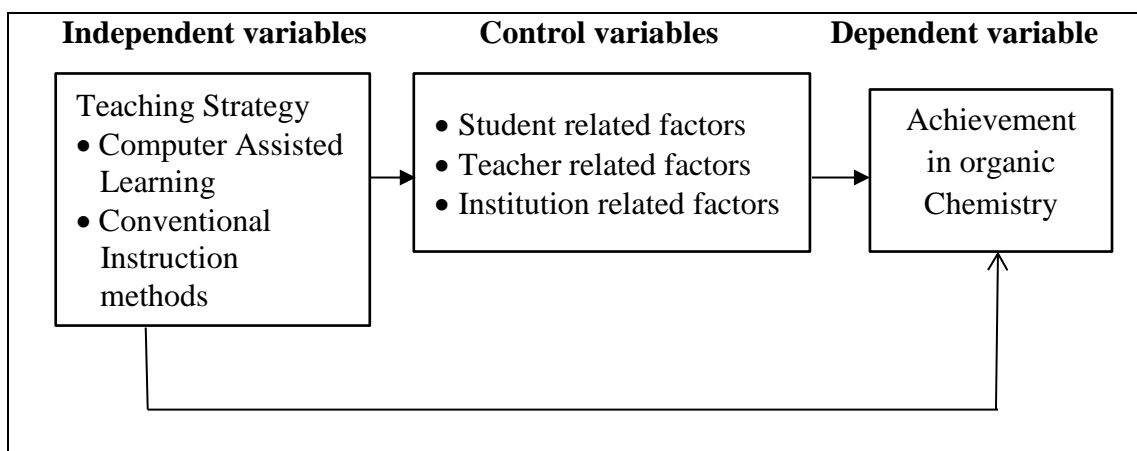 Independent variables
Control variables
Dependent variable
Teaching Strategy
• Computer Assisted
Learning
• Conventional
Instruction
methods
• Student related factors
• Teacher related factors
• Institution related factors
Achievement
in organic
Chemistry